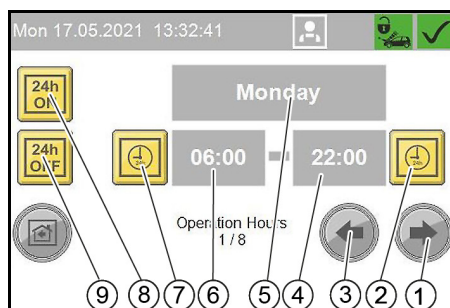 Mon 17.05.2021 13:32:41
24h
ON
Monday
24h
OFF
06:00 - 22:00
Operation Hours
1 / 8
9 8 7 6 5 4 3 2 1